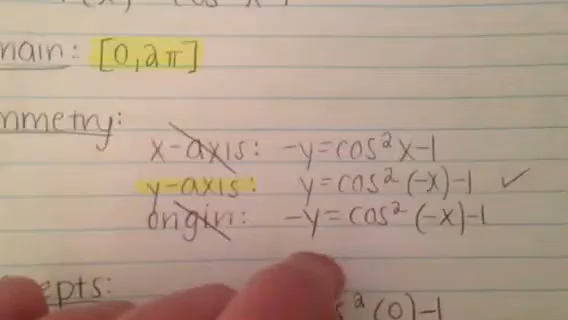 main: [0,2π]
mmetry:
x-axis: -y=cos²x-1
y-axis: y=cos²(-x)-1 ✓
origin: -y=cos²(-x)-1
epts:
s²(0)-1